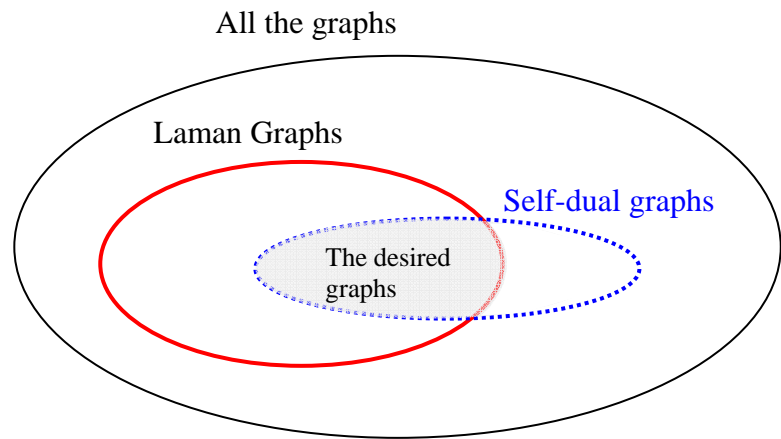 All the graphs
Laman Graphs
Self-dual graphs
The desired
graphs